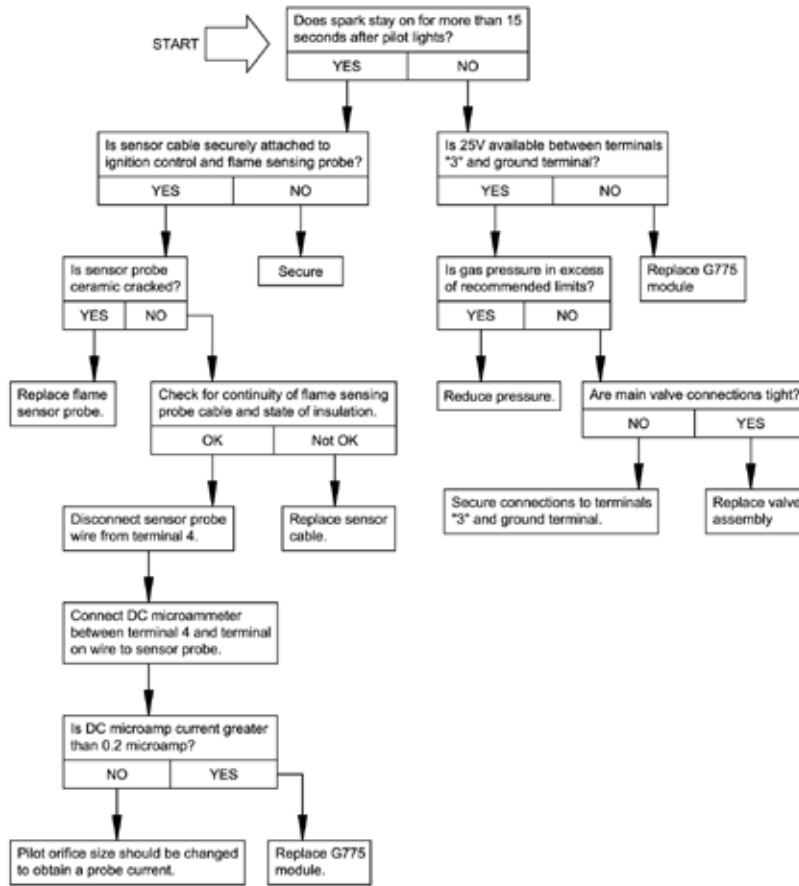 START
Does spark stay on for more than 15
seconds after pilot lights?
YES
NO
Is sensor cable securely attached to
ignition control and flame sensing probe?
YES
NO
Is 25V available between terminals
"3" and ground terminal?
YES
NO
Is sensor probe
ceramic cracked?
YES
NO
Secure
Is gas pressure in excess
of recommended limits?
YES
NO
Replace G775
module
Replace flame
sensor probe.
Check for continuity of flame sensing
probe cable and state of insulation.
OK
Not OK
Reduce pressure.
Are main valve connections tight?
NO
YES
Disconnect sensor probe
wire from terminal 4.
Replace sensor
cable.
Secure connections to terminals
"3" and ground terminal.
Replace valve
assembly
Connect DC microammeter
between terminal 4 and terminal
on wire to sensor probe.
Is DC microamp current greater
than 0.2 microamp?
NO
YES
Pilot orifice size should be changed
to obtain a probe current.
Replace G775
module.